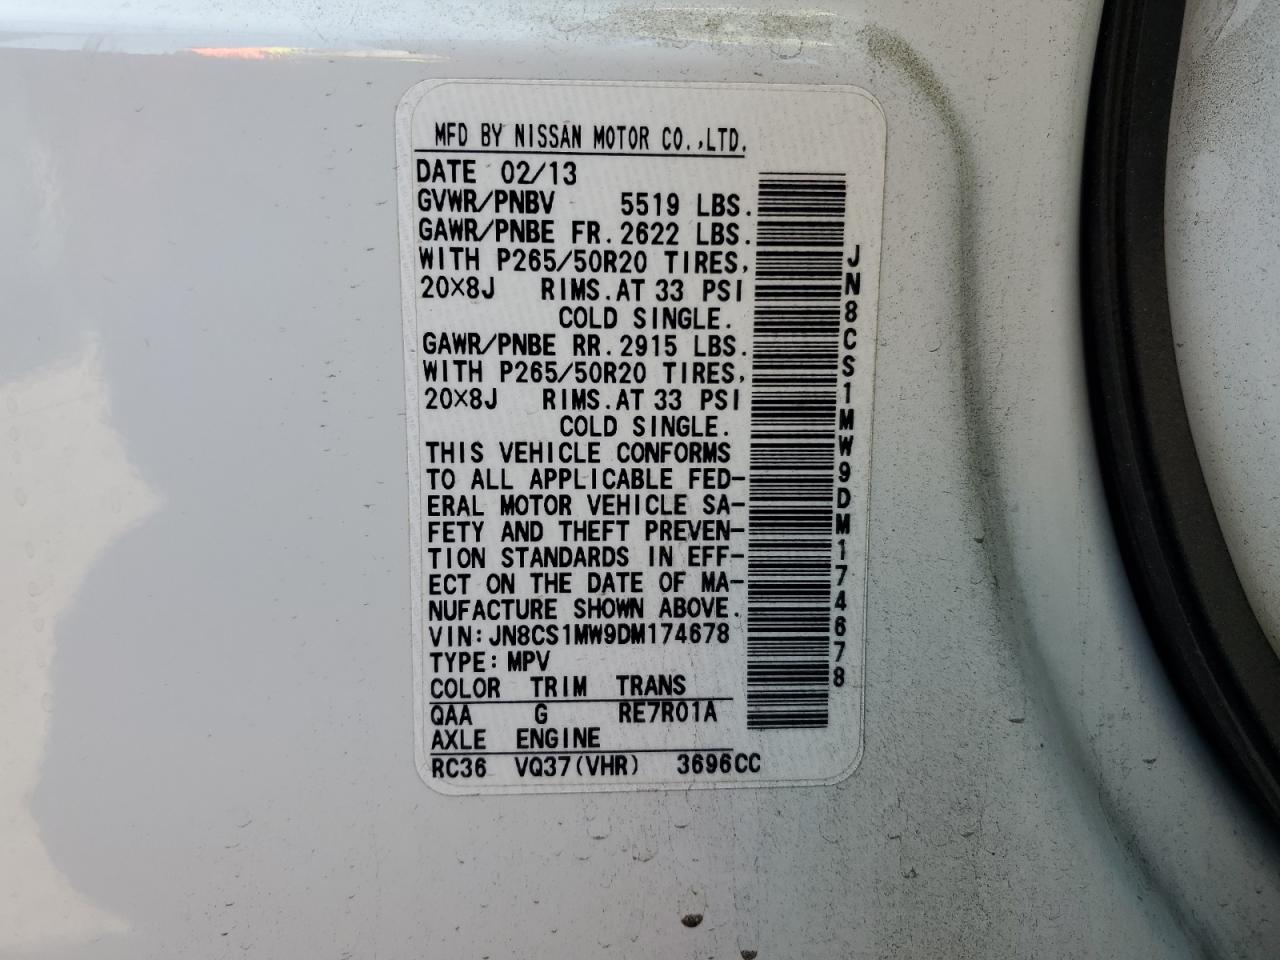 MFD BY NISSAN MOTOR CO.,LTD.
DATE 02/13
GVWR/PNBV 5519 LBS.
GAWR/PNBE FR.2622 LBS.
WITH P265/50R20 TIRES,
20×8J RIMS.AT 33 PSI
COLD SINGLE.
GAWR/PNBE RR.2915 LBS.
WITH P265/50R20 TIRES,
20×8J RIMS.AT 33 PSI
COLD SINGLE.
THIS VEHICLE CONFORMS
TO ALL APPLICABLE FED-
ERAL MOTOR VEHICLE SA-
FETY AND THEFT PREVEN-
TION STANDARDS IN EFF-
ECT ON THE DATE OF MA-
NUFACTURE SHOWN ABOVE.
VIN:JN8CS1MW9DM174678
TYPE:MPV
COLOR TRIM TRANS
QAA G RE7R01A
AXLE ENGINE
RC36 VQ37(VHR) 3696CC
JN8CS1MW9DM174678